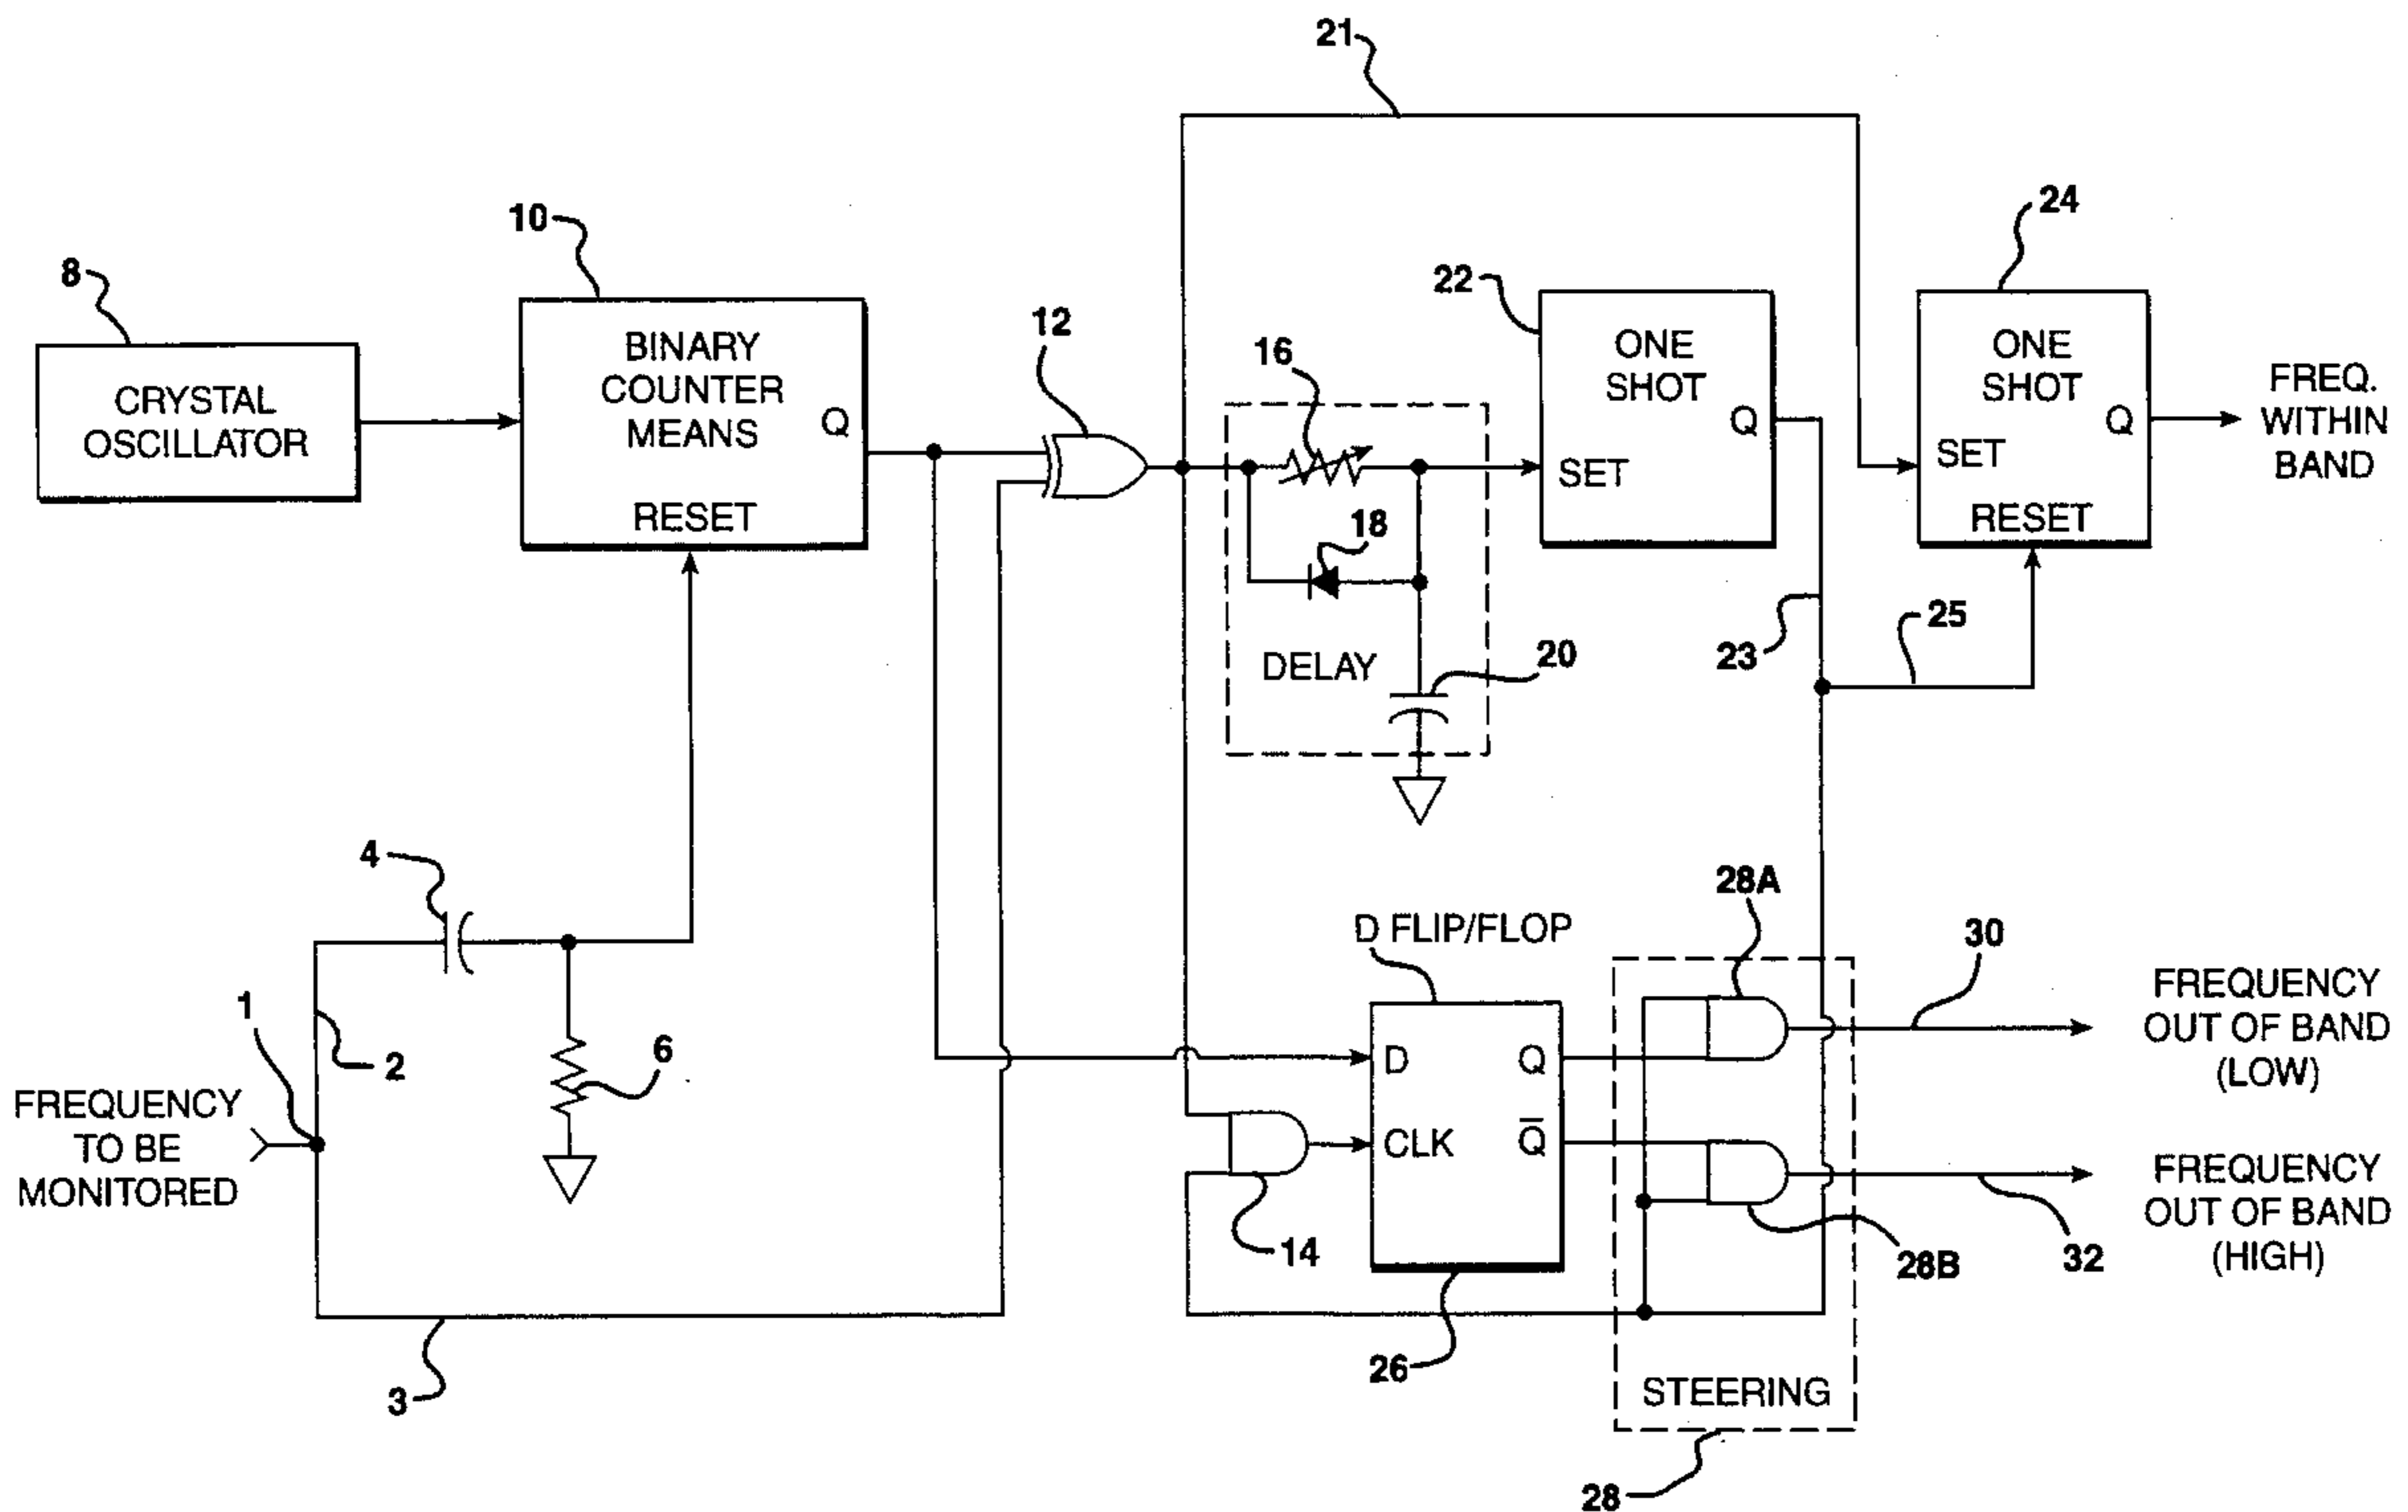 21
10
24
8
22
12
ONE
SHOT
Q
SET
ONE
SHOT
Q
SET
RESET
FREQ.
WITHIN
BAND
BINARY
COUNTER
MEANS
Q
RESET
16
CRYSTAL
OSCILLATOR
18
25
DELAY
20
23
4
28A
D FLIP/FLOP
30
1
2
6
FREQUENCY
TO BE
MONITORED
D
Q
CLK
Q̅
FREQUENCY
OUT OF BAND
(LOW)
FREQUENCY
OUT OF BAND
(HIGH)
14
28B
32
3
26
STEERING
28